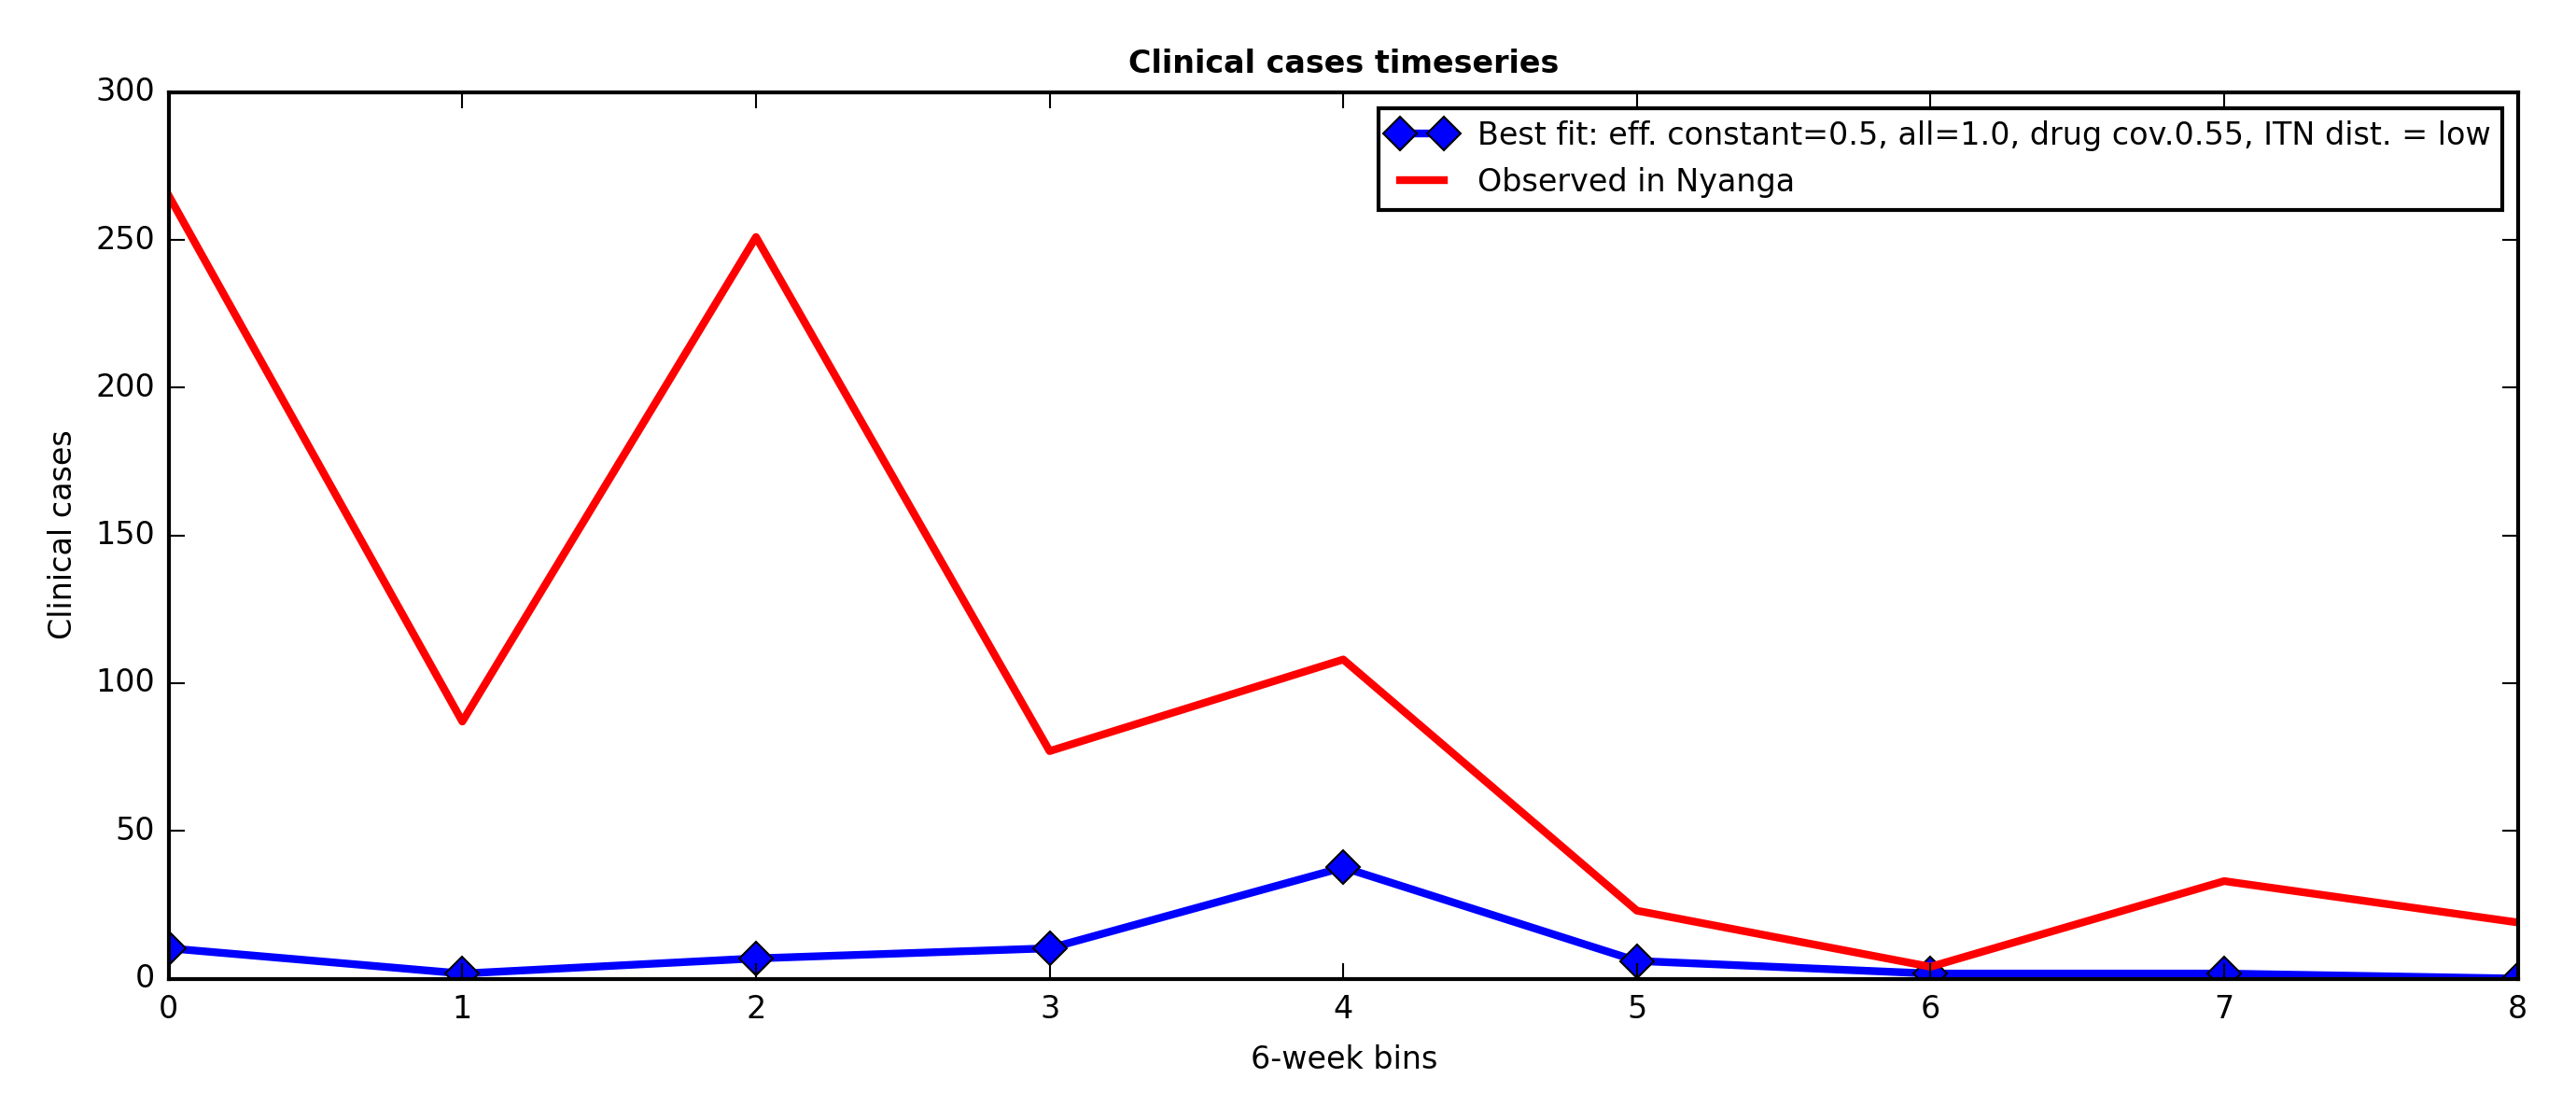 Clinical cases timeseries
Best fit: eff. constant=0.5, all=1.0, drug cov.0.55, ITN dist. = low
Observed in Nyanga
Clinical cases
300
250
200
150
100
50
0
0 1 2 3 4 5 6 7 8
6-week bins